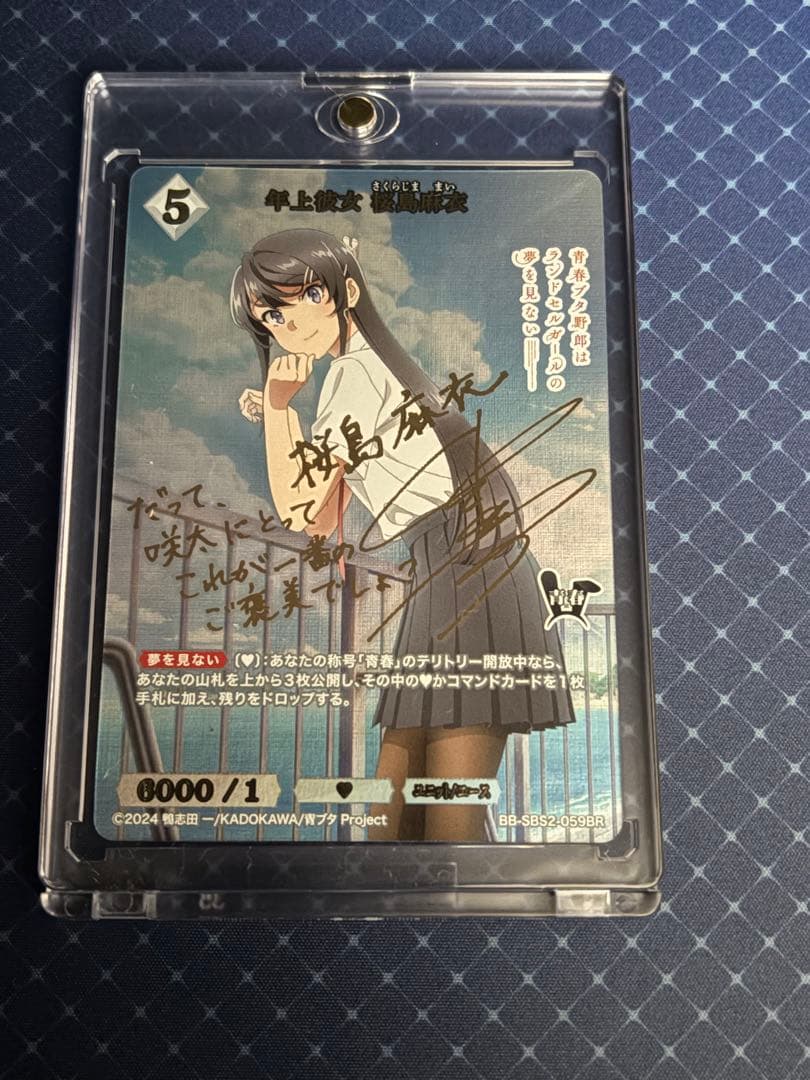 5
さくらじま まい
年上彼女 桜島麻衣
青春ブタ野郎は
ランドセルガールの
夢を見ない
桜島麻衣
だって、
咲太にとって
これが一番の
ご褒美でしょ?
青春
夢を見ない [♥]:あなたの称号「青春」のテリトリー開放中なら、
あなたの山札を上から3枚公開し、その中の♥かコマンドカードを1枚
手札に加え、残りをドロップする。
6000 / 1
♥
ユニット/エース
©2024 鴨志田 一/KADOKAWA/青ブタ Project
BB-SBS2-059BR